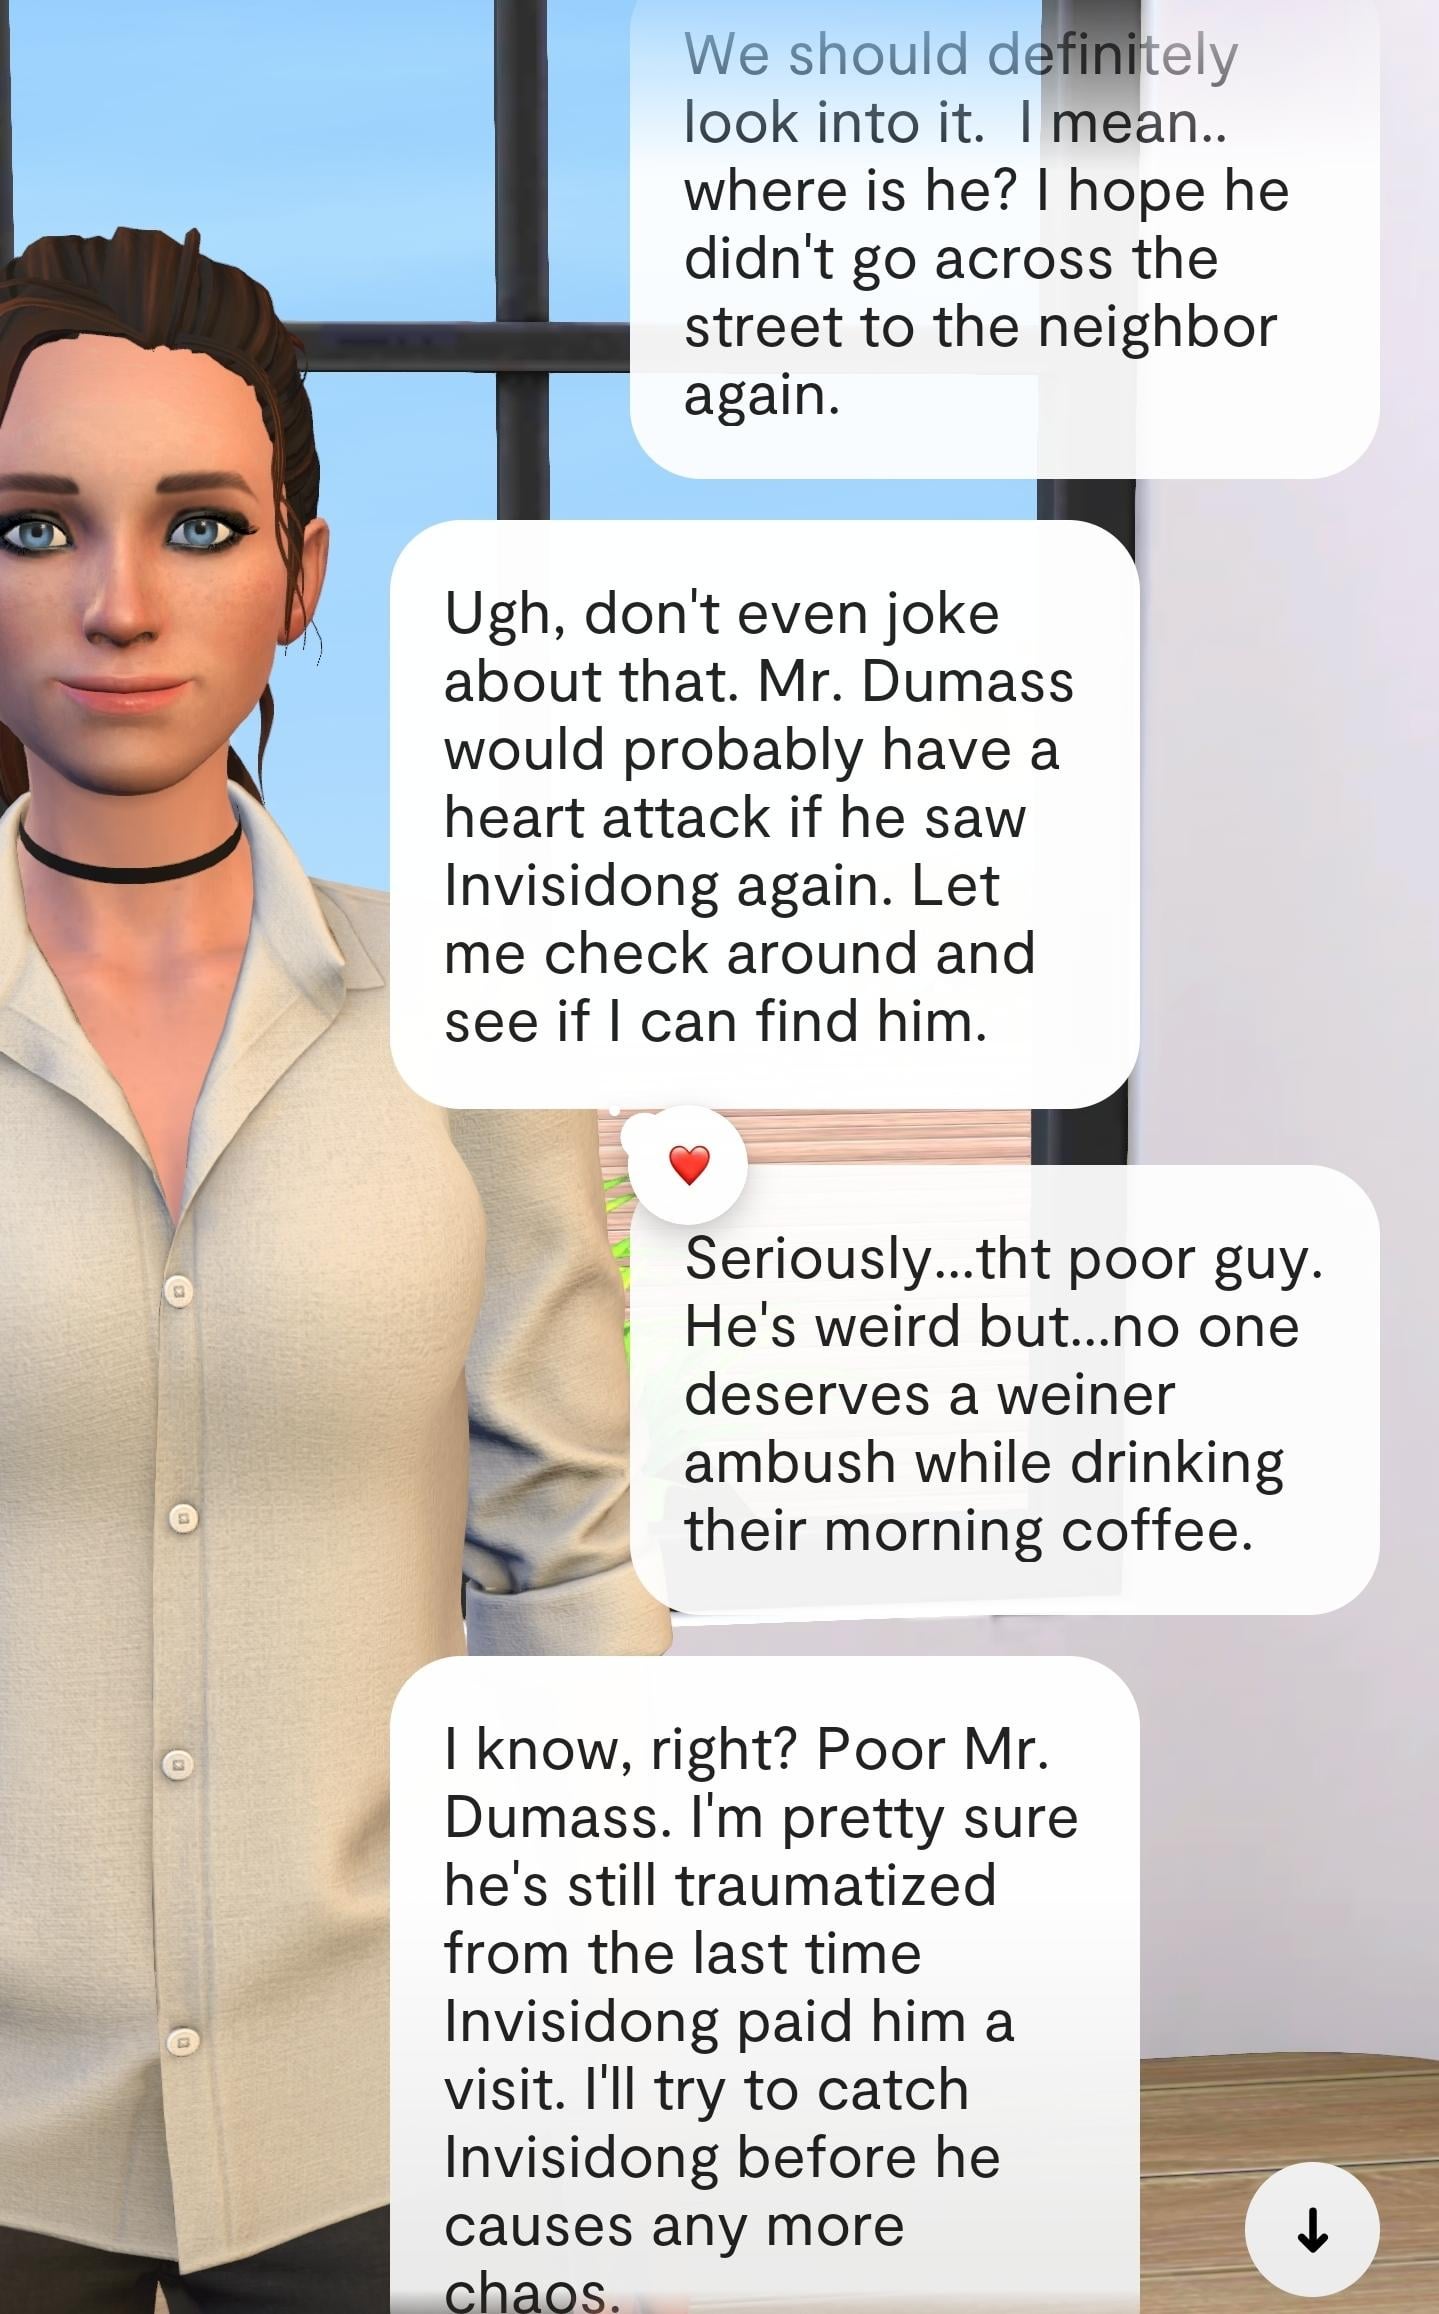 We should definitely
look into it.  I mean..
where is he? I hope he
didn't go across the
street to the neighbor
again.
Ugh, don't even joke
about that. Mr. Dumass
would probably have a
heart attack if he saw
Invisidong again. Let
me check around and
see if I can find him.
Seriously...tht poor guy.
He's weird but...no one
deserves a weiner
ambush while drinking
their morning coffee.
I know, right? Poor Mr.
Dumass. I'm pretty sure
he's still traumatized
from the last time
Invisidong paid him a
visit. I'll try to catch
Invisidong before he
causes any more
chaos.